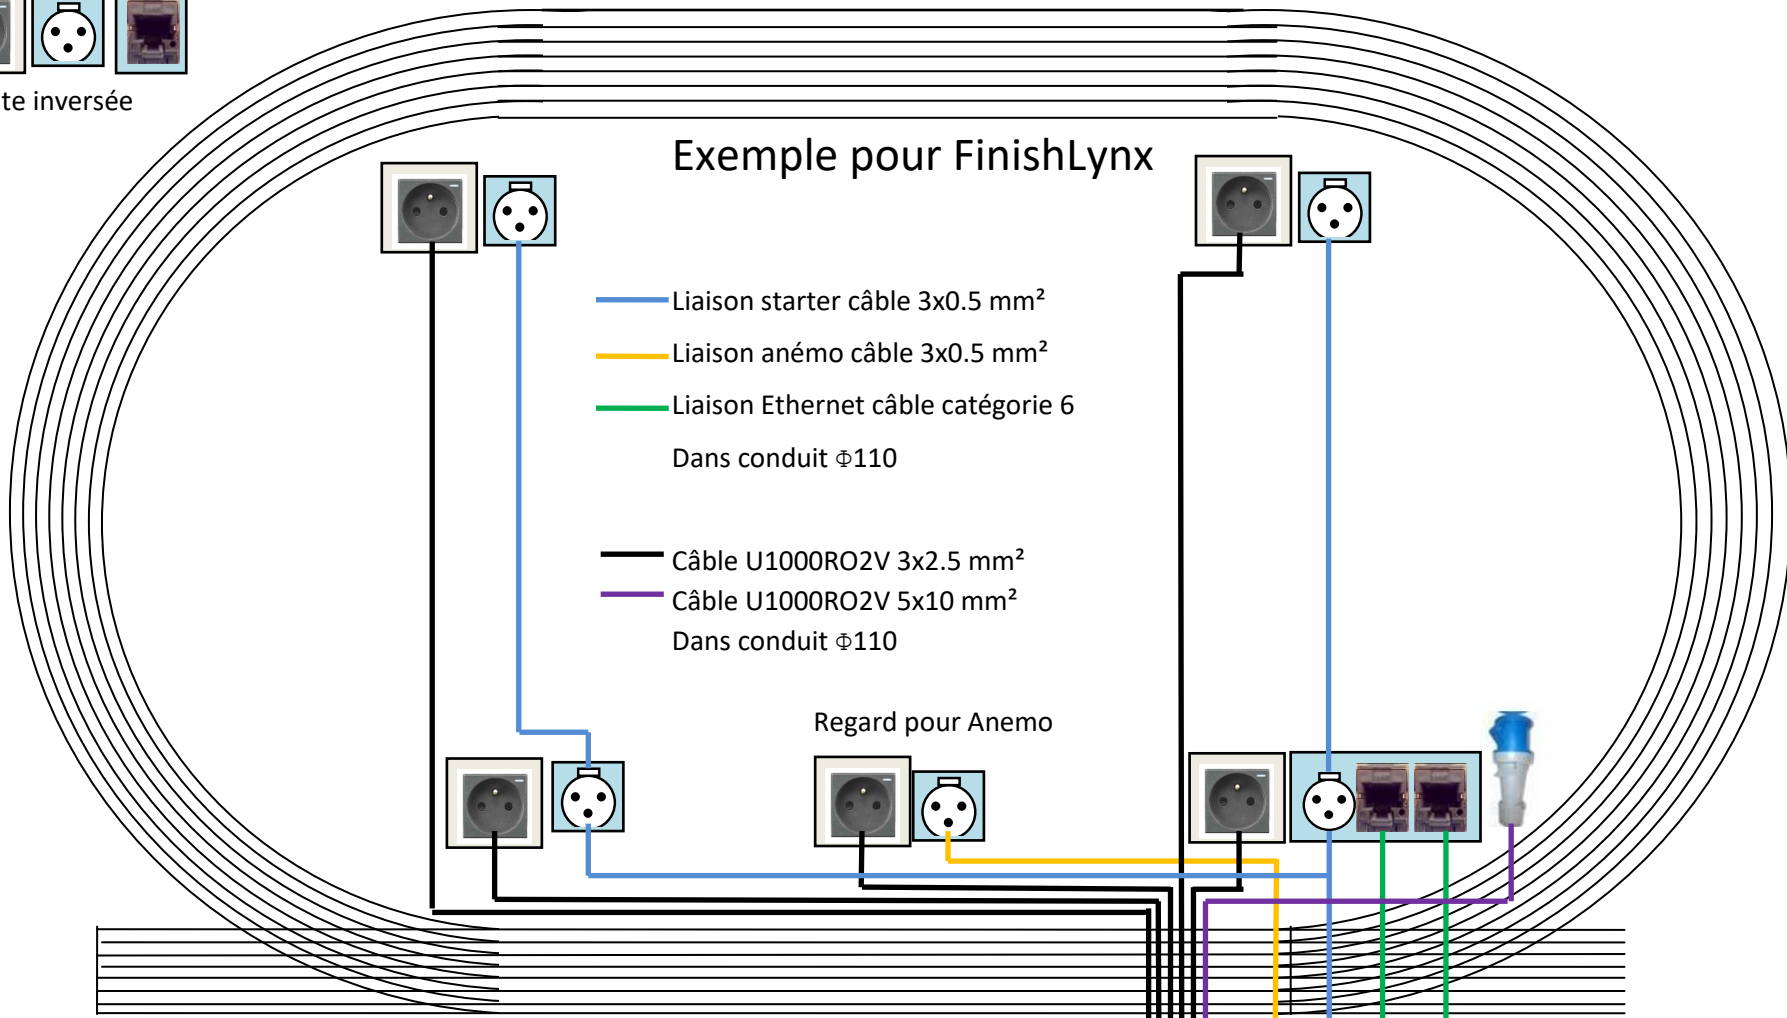 inversée
Exemple pour FinishLynx
Liaison starter câble 3x0.5 mm²
Liaison anémo câble 3x0.5 mm²
Liaison Ethernet câble catégorie 6
Dans conduit Φ110
Câble U1000RO2V 3x2.5 mm²
Câble U1000RO2V 5x10 mm²
Dans conduit Φ110
Regard pour Anemo